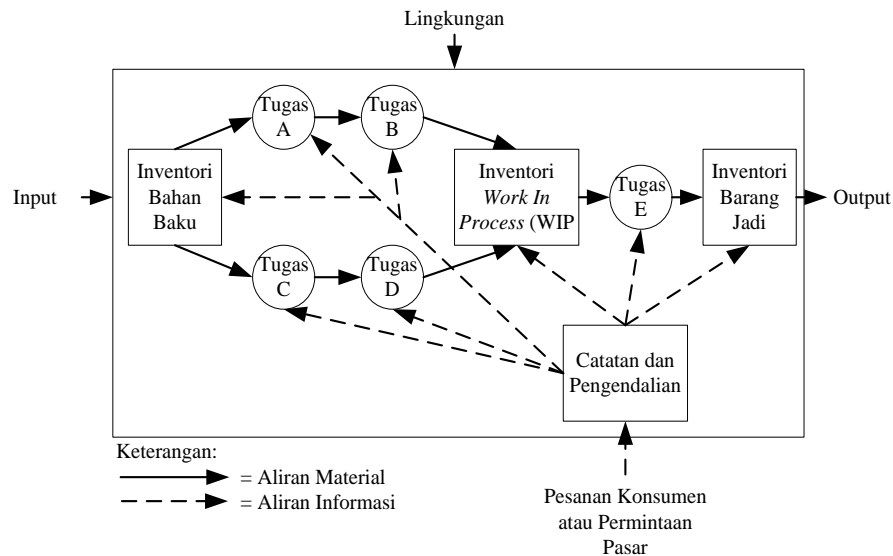 Lingkungan
Input
Inventori
Bahan
Baku
Tugas
A
Tugas
B
Tugas
C
Tugas
D
Inventori
Work In
Process (WIP
Tugas
E
Inventori
Barang
Jadi
Output
Catatan dan
Pengendalian
Keterangan:
= Aliran Material
= Aliran Informasi
Pesanan Konsumen
atau Permintaan
Pasar